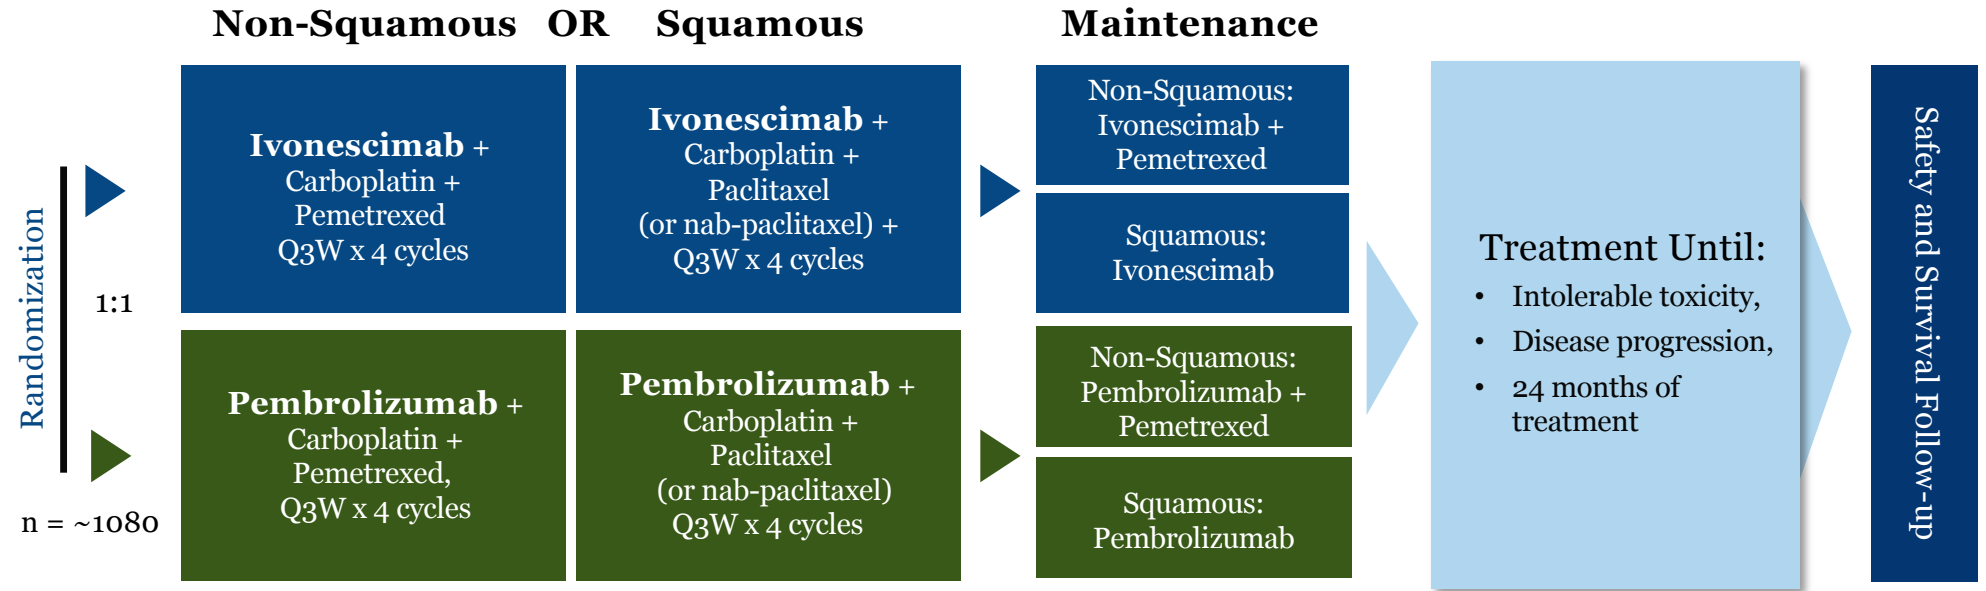 Non-Squamous OR Squamous
Maintenance
Randomization
1:1
n = ~1080
Ivonescimab +
Carboplatin +
Pemetrexed
Q3W x 4 cycles
Ivonescimab +
Carboplatin +
Paclitaxel
(or nab-paclitaxel) +
Q3W x 4 cycles
Pembrolizumab +
Carboplatin +
Pemetrexed,
Q3W x 4 cycles
Pembrolizumab +
Carboplatin +
Paclitaxel
(or nab-paclitaxel)
Q3W x 4 cycles
Non-Squamous:
Ivonescimab +
Pemetrexed
Squamous:
Ivonescimab
Non-Squamous:
Pembrolizumab +
Pemetrexed
Squamous:
Pembrolizumab
Treatment Until:
• Intolerable toxicity,
• Disease progression,
• 24 months of
treatment
Safety and Survival Follow-up